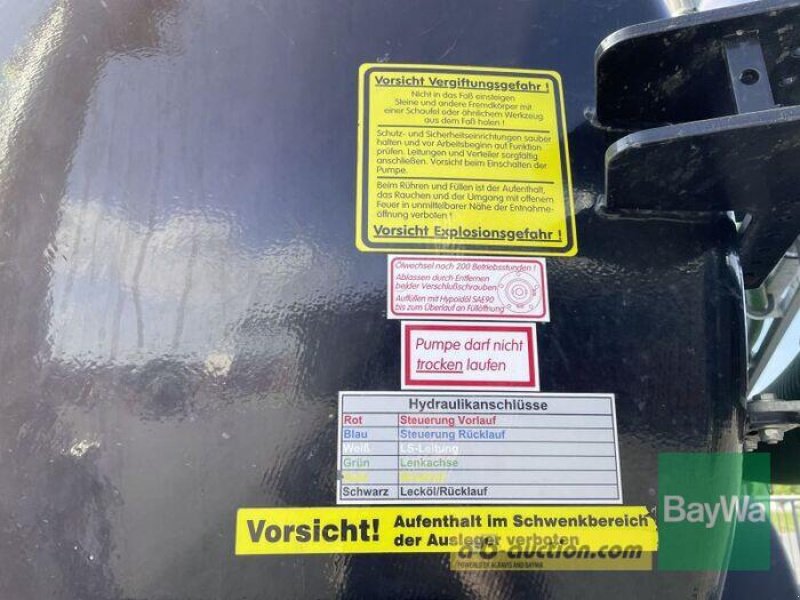 Vorsicht Vergiftungsgefahr !
Nicht in das Faß einsteigen
Steine und andere Fremdkörper mit
einer Schaufel oder ähnlichem Werkzeug
aus dem Faß holen !
Schutz- und Sicherheitseinrichtungen sauber
halten und vor Arbeitsbeginn auf Funktion
prüfen. Leitungen und Verteiler sorgfältig
anschließen. Vorsicht beim Einschalten der
Pumpe.
Beim Rühren und Füllen ist der Aufenthalt,
das Rauchen und der Umgang mit offenem
Feuer in unmittelbarer Nähe der Entnahme-
öffnung verboten !
Vorsicht Explosionsgefahr !
Ölwechsel nach 200 Betriebsstunden !
Ablassen durch Entfernen
beider Verschlußschrauben
Auffüllen mit Hypoidöl SAE90
bis zum Überlauf an Füllöffnung
Pumpe darf nicht
trocken laufen
Hydraulikanschlüsse
Rot Steuerung Vorlauf
Blau Steuerung Rücklauf
Weiß LS-Leitung
Grün Lenkachse
Schwarz Lecköl/Rücklauf
Vorsicht! Aufenthalt im Schwenkbereich
der Ausleger verboten
BayWa
a-auction.com
POWERED BY AGRAVIS AND BAYWA